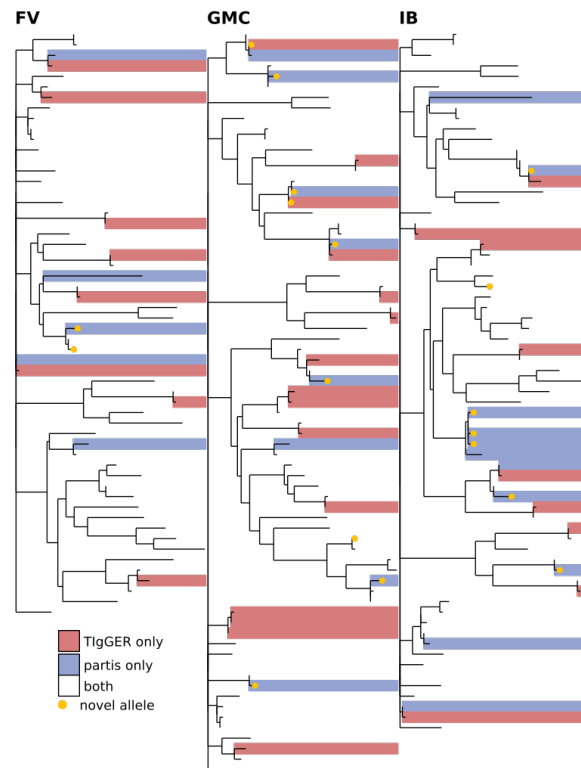 FV
GMC
IB
TIgGER only
partis only
both
novel allele